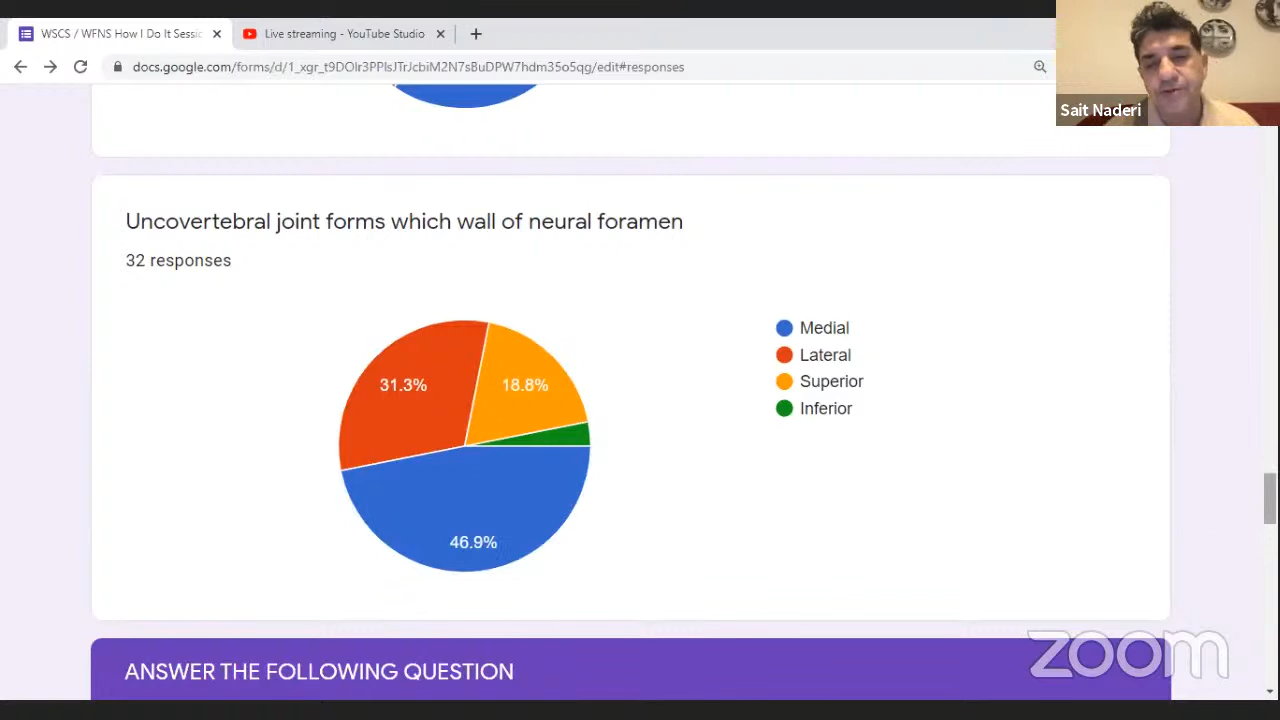 WSCS / WFNS How I Do It Sessi
Live streaming - YouTube Studio
docs.google.com/forms/d/1_xgr_t9DOlr3PPlsJTrJcbiM2N7sBuDPW7hdm35o5qg/edit#responses
Sait Naderi
Uncovertebral joint forms which wall of neural foramen
32 responses
Medial
Lateral
Superior
Inferior
31.3%
18.8%
46.9%
ANSWER THE FOLLOWING QUESTION
zoom